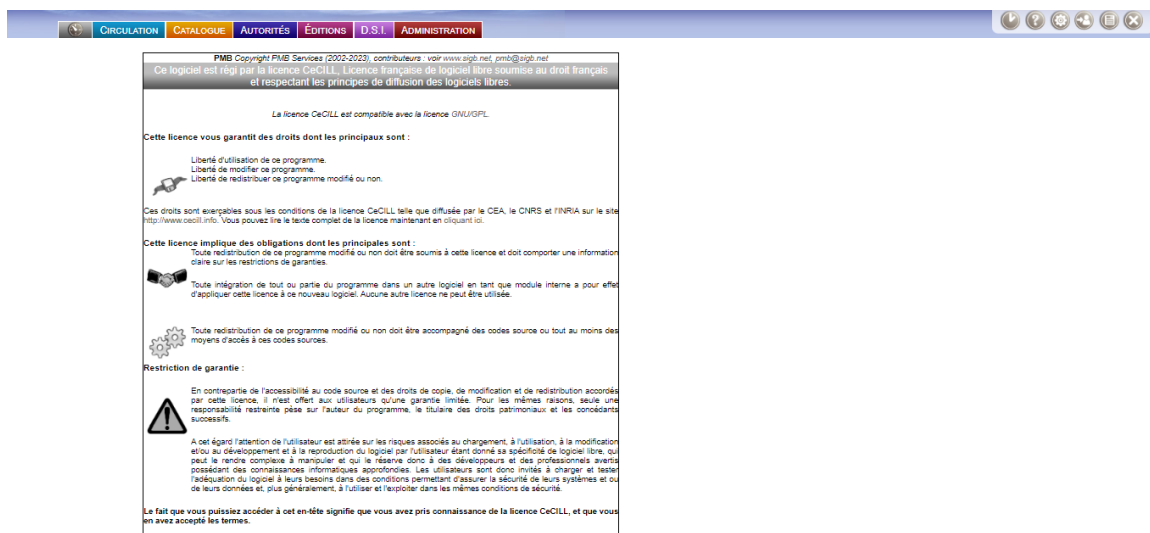 CIRCULATION CATALOGUE AUTORITÉS ÉDITIONS D.S.I. ADMINISTRATION
PMB Copyright PMB Services (2002-2023), contributeurs : voir www.sigb.net, pmb@sigb.net
Ce logiciel est régi par la licence CeCILL, Licence française de logiciel libre soumise au droit français
et respectant les principes de diffusion des logiciels libres.
La licence CeCILL est compatible avec la licence GNU/GPL.
Cette licence vous garantit des droits dont les principaux sont :
Liberté d'utilisation de ce programme.
Liberté de modifier ce programme.
Liberté de redistribuer ce programme modifié ou non.
Ces droits sont exerçables sous les conditions de la licence CeCILL telle que diffusée par le CEA, le CNRS et l'INRIA sur le site
http://www.cecill.info. Vous pouvez lire le texte complet de la licence maintenant en cliquant ici.
Cette licence implique des obligations dont les principales sont :
Toute redistribution de ce programme modifié ou non doit être soumis à cette licence et doit comporter une information
claire sur les restrictions de garanties.
Toute intégration de tout ou partie du programme dans un autre logiciel en tant que module interne a pour effet
d'appliquer cette licence à ce nouveau logiciel. Aucune autre licence ne peut être utilisée.
Toute redistribution de ce programme modifié ou non doit être accompagné des codes source ou tout au moins des
moyens d'accès à ces codes sources.
Restriction de garantie :
En contrepartie de l'accessibilité au code source et des droits de copie, de modification et de redistribution accordés
par cette licence, il n'est offert aux utilisateurs qu'une garantie limitée. Pour les mêmes raisons, seule une
responsabilité restreinte pèse sur l'auteur du programme, le titulaire des droits patrimoniaux et les concédants
successifs.
A cet égard l'attention de l'utilisateur est attirée sur les risques associés au chargement, à l'utilisation, à la modification
et/ou au développement et à la reproduction du logiciel par l'utilisateur étant donné sa spécificité de logiciel libre, qui
peut le rendre complexe à manipuler et qui le réserve donc à des développeurs et des professionnels avertis
possédant des connaissances informatiques approfondies. Les utilisateurs sont donc invités à charger et tester
l'adéquation du logiciel à leurs besoins dans des conditions permettant d'assurer la sécurité de leurs systèmes et ou
de leurs données et, plus généralement, à l'utiliser et l'exploiter dans les mêmes conditions de sécurité.
Le fait que vous puissiez accéder à cet en-tête signifie que vous avez pris connaissance de la licence CeCILL, et que vous
en avez accepté les termes.